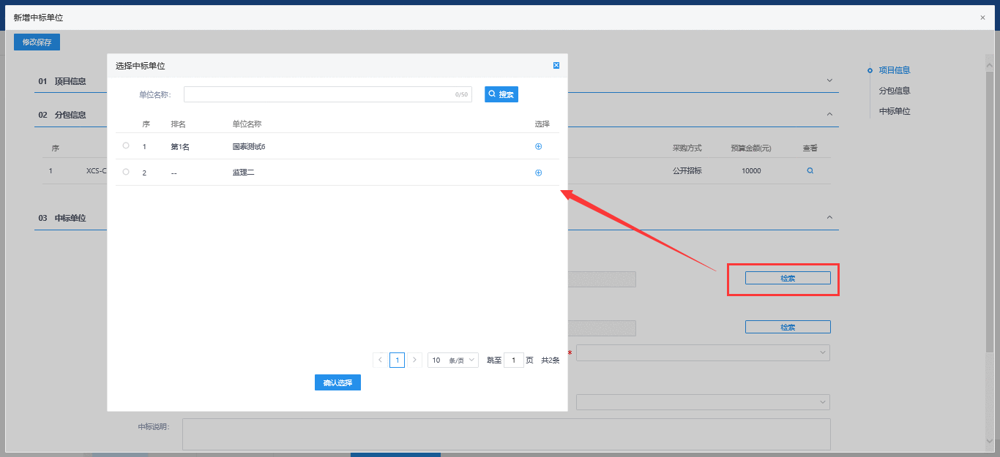 新增中标单位 ×
修改保存
选择中标单位
01 项目信息
项目信息
单位名称: 0/50 搜索
分包信息
02 分包信息
中标单位
序 排名 单位名称 选择
序 采购方式 预算金额(元) 查看
1 第1名 国泰测试6
1 XCS-C 公开招标 10000
2 -- 监理二
03 中标单位
检索
检索
1 10 条/页 跳至 1 页 共2条
*
确认选择
中标说明: